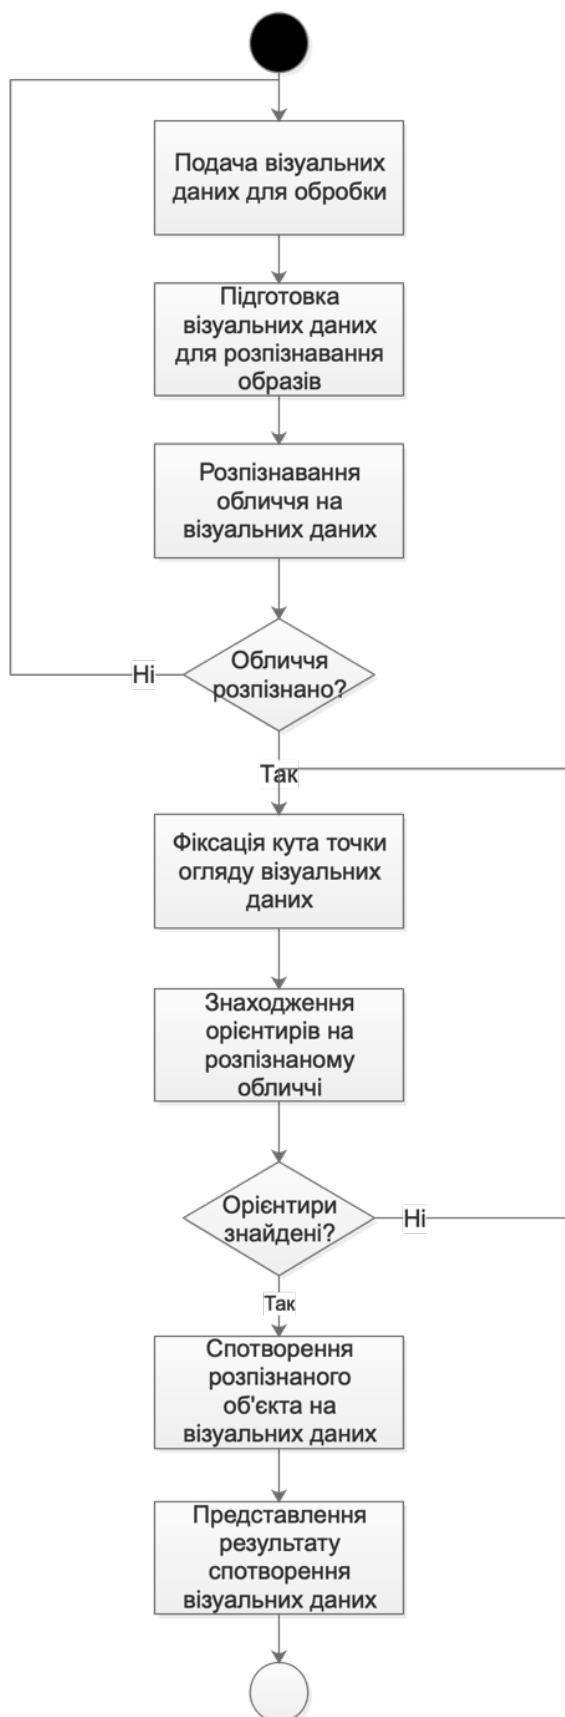 Подача візуальних
даних для обробки
Підготовка
візуальних даних
для розпізнавання
образів
Розпізнавання
обличчя на
візуальних даних
Обличчя
розпізнано?
Ні
Так
Фіксація кута точки
огляду візуальних
даних
Знаходження
орієнтирів на
розпізнаному
обличчі
Орієнтири
знайдені?
Ні
Так
Спотворення
розпізнаного
об'єкта на
візуальних даних
Представлення
результату
спотворення
візуальних даних